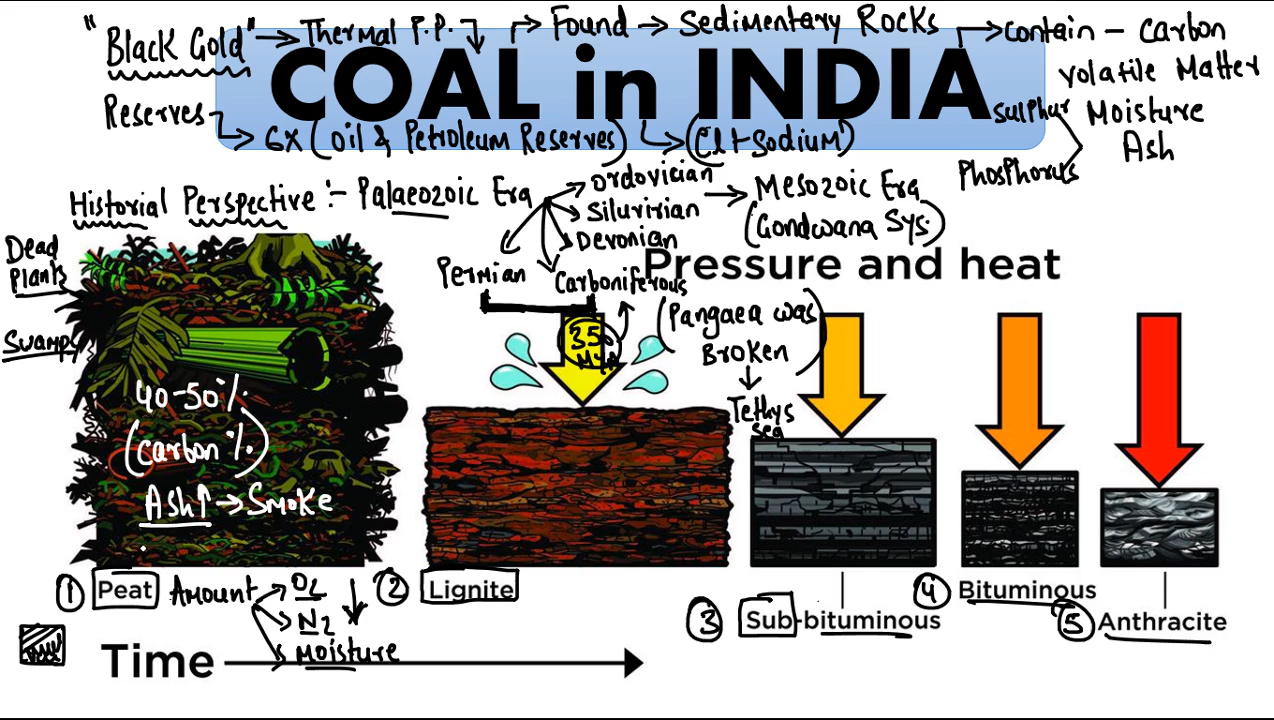 "Black Gold" → Thermal P.P. Found → Sedimentary Rocks → contain - carbon
volatile Matter
COAL in INDIA
sulphur Moisture
Ash
Phosphorus
Reserves
6X (Oil & Petroleum Reserves) → (Cl + Sodium)
Historial Perspective :- Palaeozoic Era
Ordovician
Silurian
Devonian
Carboniferous
Permian
→ Mesozoic Era
(Gondwana Sys.)
Pressure and heat
(Pangaea was
Broken)
Tethys
sea
350
Dead
Plants
Swamps
40-50%
(carbon %)
Ash↑ → Smoke
① Peat Amount → O2
N2
Moisture
② Lignite
③ Sub-bituminous
④ Bituminous
⑤ Anthracite
Time